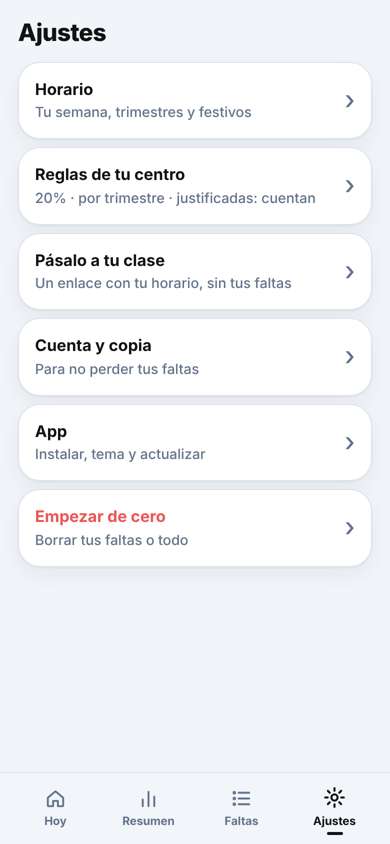 Ajustes
Horario
Tu semana, trimestres y festivos
Reglas de tu centro
20% · por trimestre · justificadas: cuentan
Pásalo a tu clase
Un enlace con tu horario, sin tus faltas
Cuenta y copia
Para no perder tus faltas
App
Instalar, tema y actualizar
Empezar de cero
Borrar tus faltas o todo
Hoy
Resumen
Faltas
Ajustes